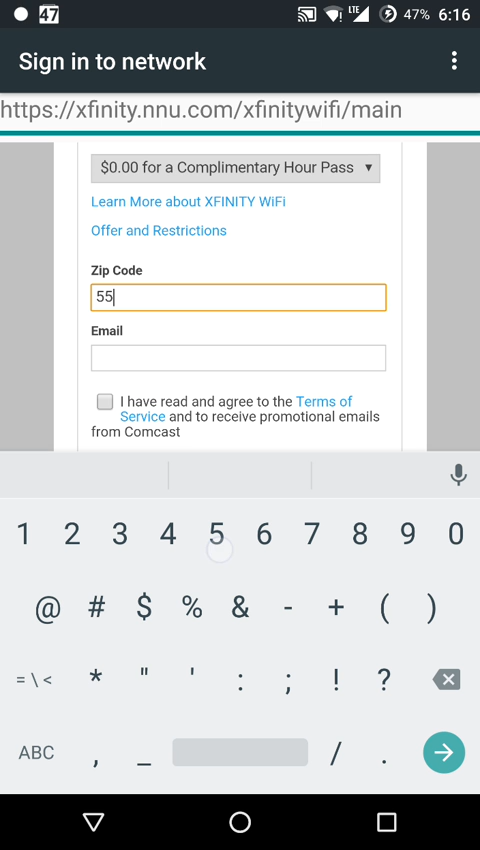 47 LTE 47% 6:16
Sign in to network
https://xfinity.nnu.com/xfinitywifi/main
$0.00 for a Complimentary Hour Pass
Learn More about XFINITY WiFi
Offer and Restrictions
Zip Code
55
Email
I have read and agree to the Terms of
Service and to receive promotional emails
from Comcast
1 2 3 4 5 6 7 8 9 0
@ # $ % & - + ( )
= \ < * " ' : ; ! ?
ABC , _ / .